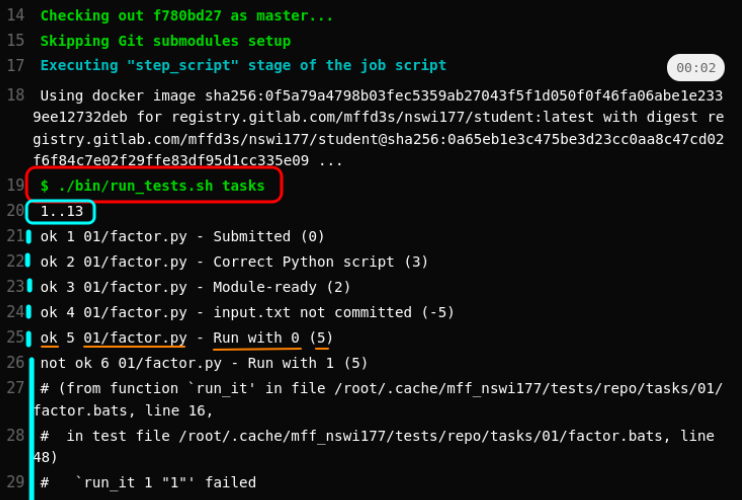 14 Checking out f780bd27 as master...
15 Skipping Git submodules setup
17 Executing "step_script" stage of the job script
00:02
18 Using docker image sha256:0f5a79a4798b03fec5359ab27043f5f1d050f0f46fa06abe1e233
9ee12732deb for registry.gitlab.com/mffd3s/nswi177/student:latest with digest re
gistry.gitlab.com/mffd3s/nswi177/student@sha256:0a65eb1e3c475be3d23cc0aa8c47cd02
f6f84c7e02f29ffe83df95d1cc335e09 ...
19 $ ./bin/run_tests.sh tasks
20 1..13
21 ok 1 01/factor.py - Submitted (0)
22 ok 2 01/factor.py - Correct Python script (3)
23 ok 3 01/factor.py - Module-ready (2)
24 ok 4 01/factor.py - input.txt not committed (-5)
25 ok 5 01/factor.py - Run with 0 (5)
26 not ok 6 01/factor.py - Run with 1 (5)
27 # (from function `run_it' in file /root/.cache/mff_nswi177/tests/repo/tasks/01/
factor.bats, line 16,
28 #  in test file /root/.cache/mff_nswi177/tests/repo/tasks/01/factor.bats, line
48)
29 #   `run_it 1 "1"' failed